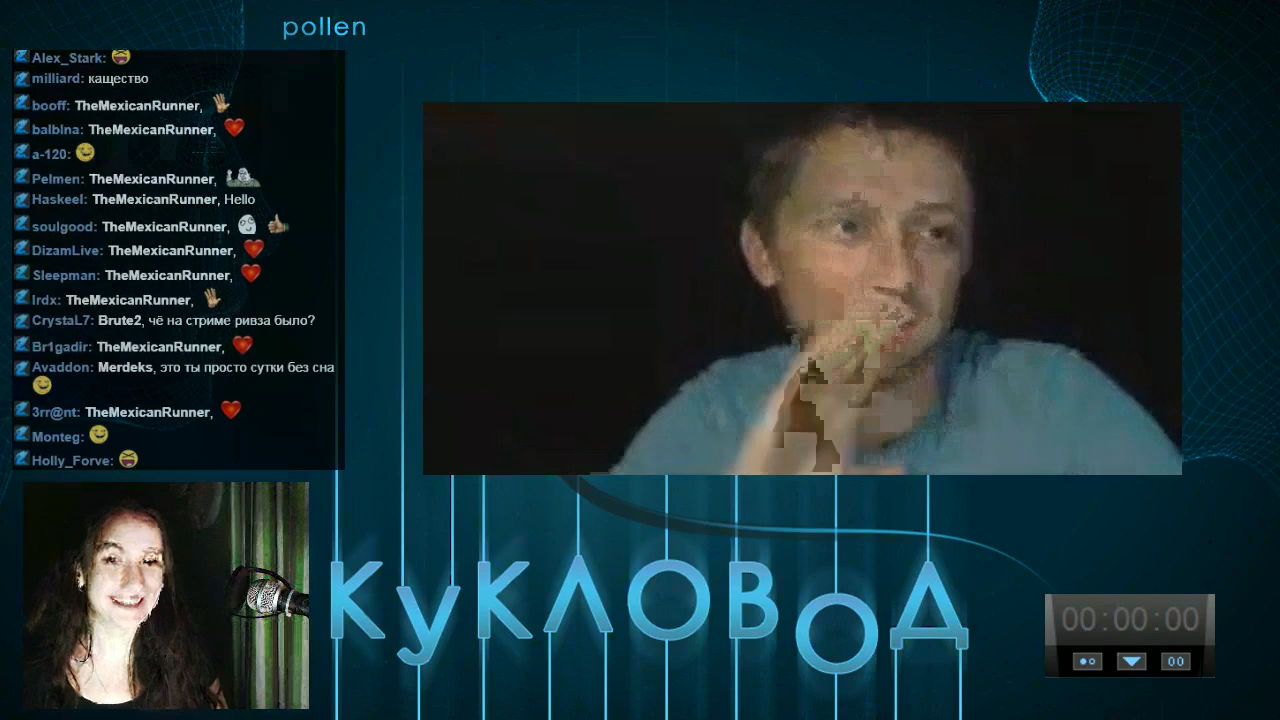 pollen
Alex_Stark:
milliard: кащество
booff: TheMexicanRunner,
balbIna: TheMexicanRunner,
a-120:
Pelmen: TheMexicanRunner,
Haskeel: TheMexicanRunner, Hello
soulgood: TheMexicanRunner,
DizamLive: TheMexicanRunner,
Sleepman: TheMexicanRunner,
Irdx: TheMexicanRunner,
CrystaL7: Brute2, чё на стриме ривза было?
Br1gadir: TheMexicanRunner,
Avaddon: Merdeks, это ты просто сутки без сна
3rr@nt: TheMexicanRunner,
Monteg:
Holly_Forve:
КуКЛОВОД
00:00:00
00